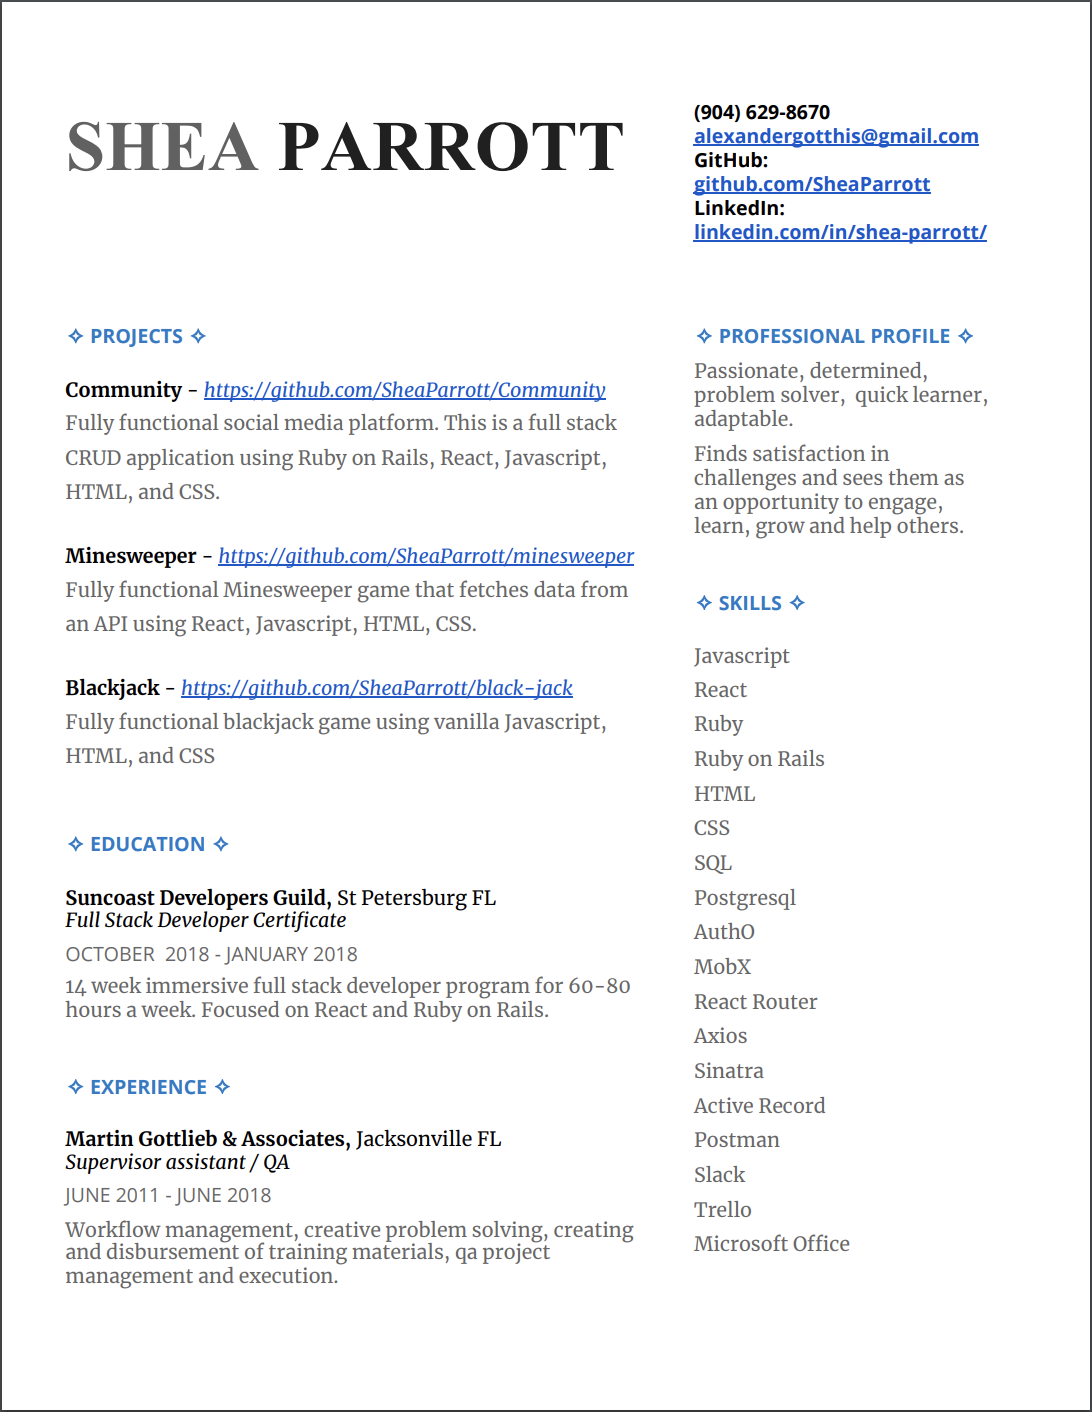 SHEA PARROTT
(904) 629-8670
alexandergotthis@gmail.com
GitHub:
github.com/SheaParrott
LinkedIn:
linkedin.com/in/shea-parrott/
✧ PROJECTS ✧
Community - https://github.com/SheaParrott/Community
Fully functional social media platform. This is a full stack
CRUD application using Ruby on Rails, React, Javascript,
HTML, and CSS.
Minesweeper - https://github.com/SheaParrott/minesweeper
Fully functional Minesweeper game that fetches data from
an API using React, Javascript, HTML, CSS.
Blackjack - https://github.com/SheaParrott/black-jack
Fully functional blackjack game using vanilla Javascript,
HTML, and CSS
✧ EDUCATION ✧
Suncoast Developers Guild, St Petersburg FL
Full Stack Developer Certificate
OCTOBER  2018 - JANUARY 2018
14 week immersive full stack developer program for 60-80
hours a week. Focused on React and Ruby on Rails.
✧ EXPERIENCE ✧
Martin Gottlieb & Associates, Jacksonville FL
Supervisor assistant / QA
JUNE 2011 - JUNE 2018
Workflow management, creative problem solving, creating
and disbursement of training materials, qa project
management and execution.
✧ PROFESSIONAL PROFILE ✧
Passionate, determined,
problem solver,  quick learner,
adaptable.
Finds satisfaction in
challenges and sees them as
an opportunity to engage,
learn, grow and help others.
✧ SKILLS ✧
Javascript
React
Ruby
Ruby on Rails
HTML
CSS
SQL
Postgresql
AuthO
MobX
React Router
Axios
Sinatra
Active Record
Postman
Slack
Trello
Microsoft Office